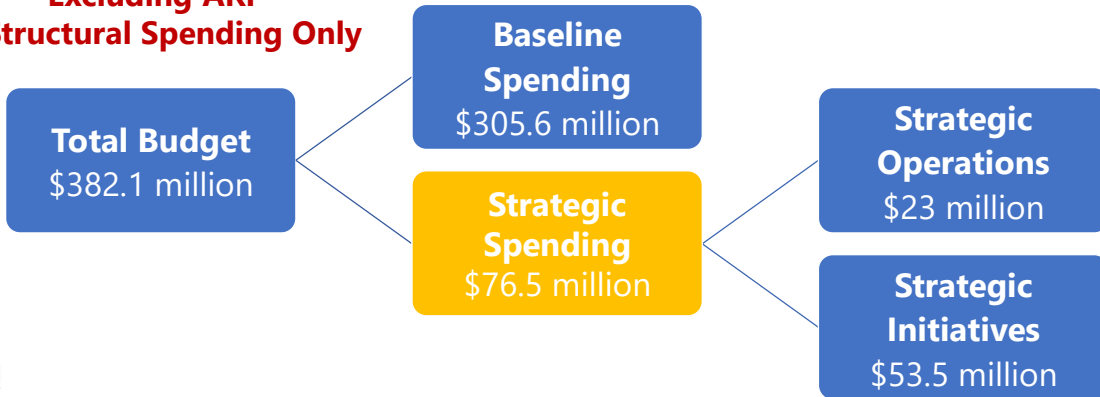 Structural Spending Only
Total Budget
$382.1 million
Baseline
Spending
$305.6 million
Strategic
Spending
$76.5 million
Strategic
Operations
$23 million
Strategic
Initiatives
$53.5 million